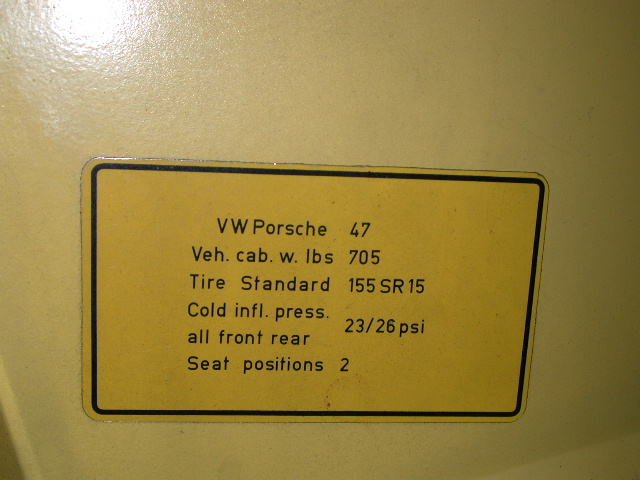 VW Porsche 47
Veh. cab. w. lbs 705
Tire Standard 155 SR 15
Cold infl. press.
23/26 psi
all front rear
Seat positions 2